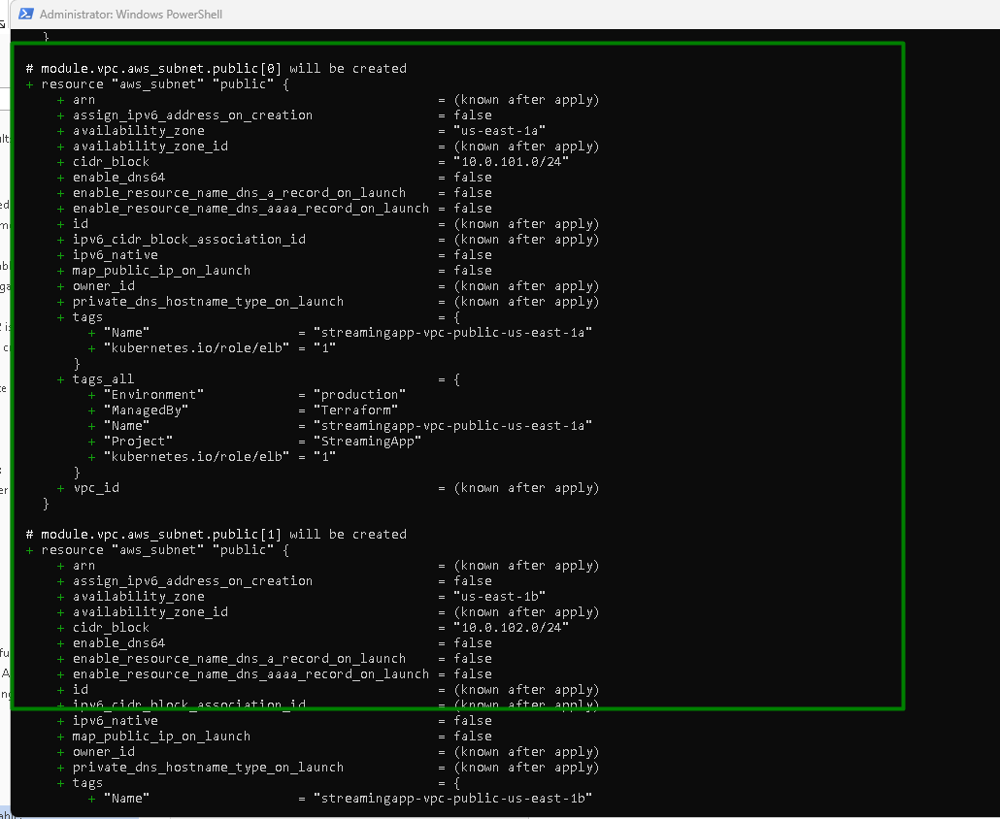 Administrator: Windows PowerShell
}
# module.vpc.aws_subnet.public[0] will be created
+ resource "aws_subnet" "public" {
+ arn = (known after apply)
+ assign_ipv6_address_on_creation = false
+ availability_zone = "us-east-1a"
+ availability_zone_id = (known after apply)
+ cidr_block = "10.0.101.0/24"
+ enable_dns64 = false
+ enable_resource_name_dns_a_record_on_launch = false
+ enable_resource_name_dns_aaaa_record_on_launch = false
+ id = (known after apply)
+ ipv6_cidr_block_association_id = (known after apply)
+ ipv6_native = false
+ map_public_ip_on_launch = false
+ owner_id = (known after apply)
+ private_dns_hostname_type_on_launch = (known after apply)
+ tags = {
+ "Name" = "streamingapp-vpc-public-us-east-1a"
+ "kubernetes.io/role/elb" = "1"
}
+ tags_all = {
+ "Environment" = "production"
+ "ManagedBy" = "Terraform"
+ "Name" = "streamingapp-vpc-public-us-east-1a"
+ "Project" = "StreamingApp"
+ "kubernetes.io/role/elb" = "1"
}
+ vpc_id = (known after apply)
}
# module.vpc.aws_subnet.public[1] will be created
+ resource "aws_subnet" "public" {
+ arn = (known after apply)
+ assign_ipv6_address_on_creation = false
+ availability_zone = "us-east-1b"
+ availability_zone_id = (known after apply)
+ cidr_block = "10.0.102.0/24"
+ enable_dns64 = false
+ enable_resource_name_dns_a_record_on_launch = false
+ enable_resource_name_dns_aaaa_record_on_launch = false
+ id = (known after apply)
+ ipv6_cidr_block_association_id = (known after apply)
+ ipv6_native = false
+ map_public_ip_on_launch = false
+ owner_id = (known after apply)
+ private_dns_hostname_type_on_launch = (known after apply)
+ tags = {
+ "Name" = "streamingapp-vpc-public-us-east-1b"